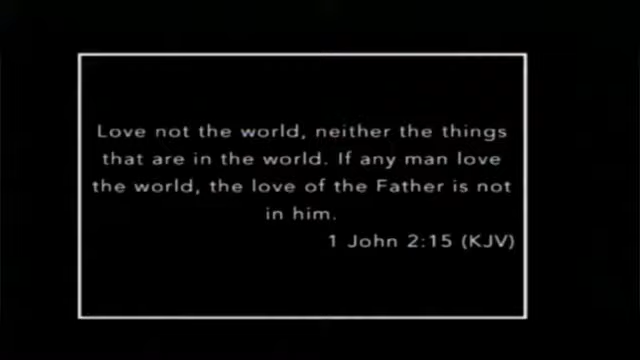 Love not the world, neither the things
that are in the world. If any man love
the world, the love of the Father is not
in him.
1 John 2:15 (KJV)